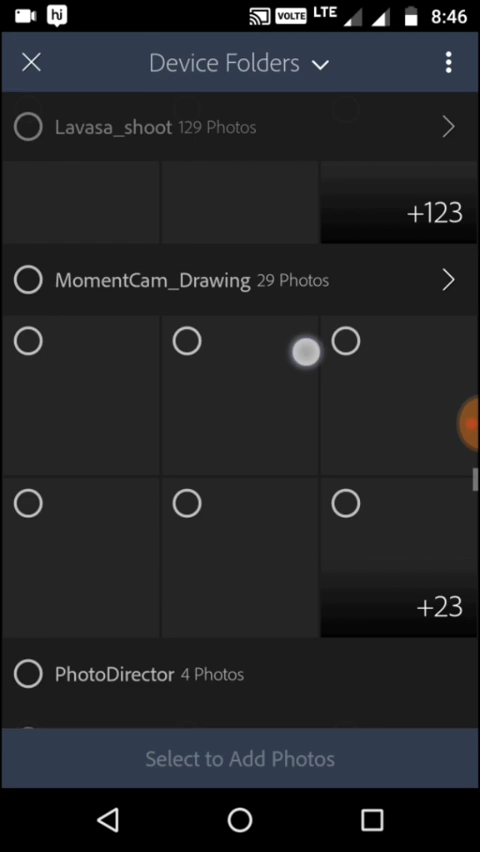 hi VOLTE LTE 8:46
Device Folders
Lavasa_shoot 129 Photos
+123
MomentCam_Drawing 29 Photos
+23
PhotoDirector 4 Photos
Select to Add Photos